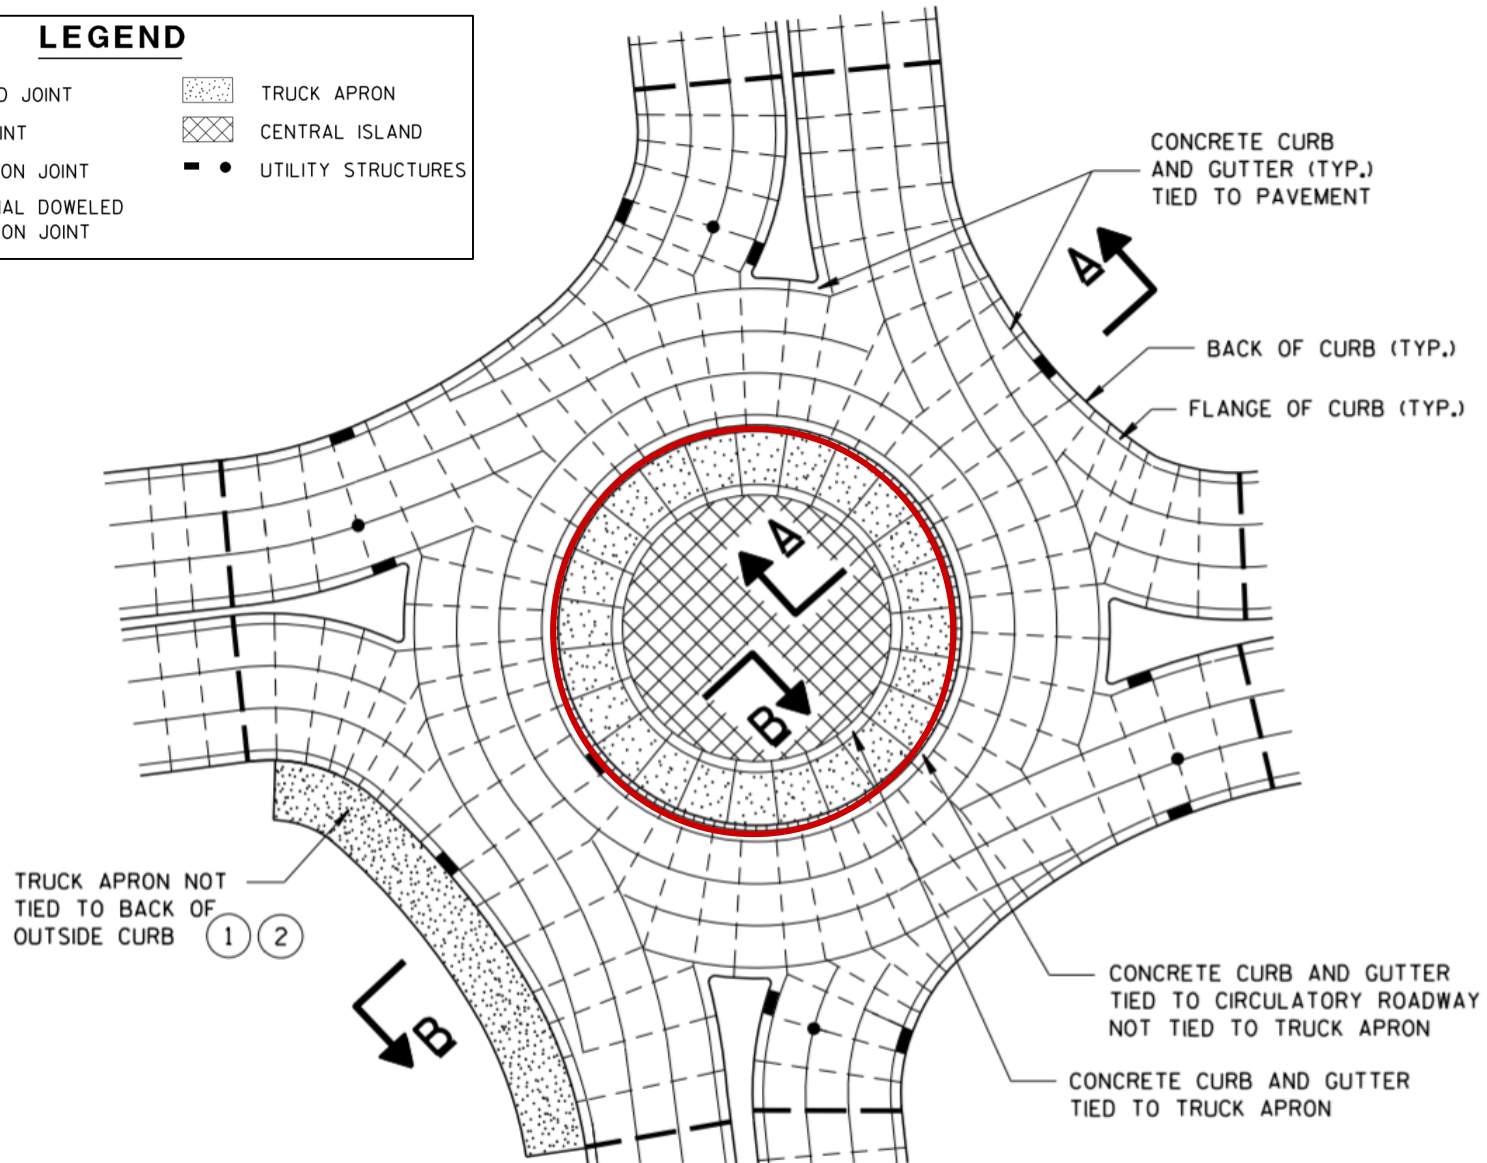 LEGEND
D JOINT
INT
ON JOINT
IAL DOWELED
ON JOINT
TRUCK APRON
CENTRAL ISLAND
UTILITY STRUCTURES
CONCRETE CURB
AND GUTTER (TYP.)
TIED TO PAVEMENT
A
BACK OF CURB (TYP.)
FLANGE OF CURB (TYP.)
A
B
TRUCK APRON NOT
TIED TO BACK OF
OUTSIDE CURB 1 2
B
CONCRETE CURB AND GUTTER
TIED TO CIRCULATORY ROADWAY
NOT TIED TO TRUCK APRON
CONCRETE CURB AND GUTTER
TIED TO TRUCK APRON